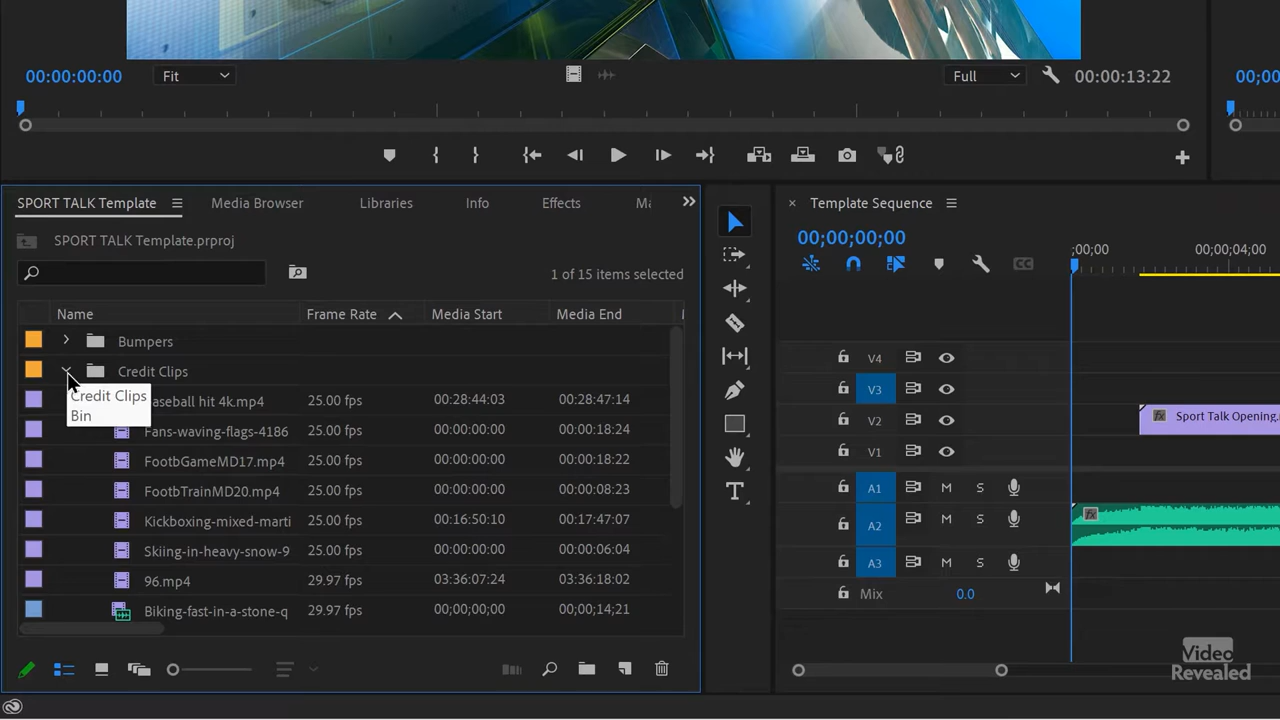 00:00:00:00 Fit Full 00:00:13:22
SPORT TALK Template Media Browser Libraries Info Effects
SPORT TALK Template.prproj
1 of 15 items selected
Name Frame Rate Media Start Media End
Bumpers
Credit Clips
Credit Clips
Bin
aseball hit 4k.mp4 25.00 fps 00:28:44:03 00:28:47:14
Fans-waving-flags-4186 25.00 fps 00:00:00:00 00:00:18:24
FootbGameMD17.mp4 25.00 fps 00:00:00:00 00:00:18:22
FootbTrainMD20.mp4 25.00 fps 00:00:00:00 00:00:08:23
Kickboxing-mixed-marti 25.00 fps 00:16:50:10 00:17:47:07
Skiing-in-heavy-snow-9 25.00 fps 00:00:00:00 00:00:06:04
96.mp4 29.97 fps 03:36:07:24 03:36:18:02
Biking-fast-in-a-stone-q 29.97 fps 00;00;00;00 00;00;14;21
× Template Sequence
00;00;00;00
CC
;00;00 00;00;04;00
V4
V3
V2 fx Sport Talk Opening.
V1
A1 M S
A2 M S fx
A3 M S
Mix 0.0
Video
Revealed